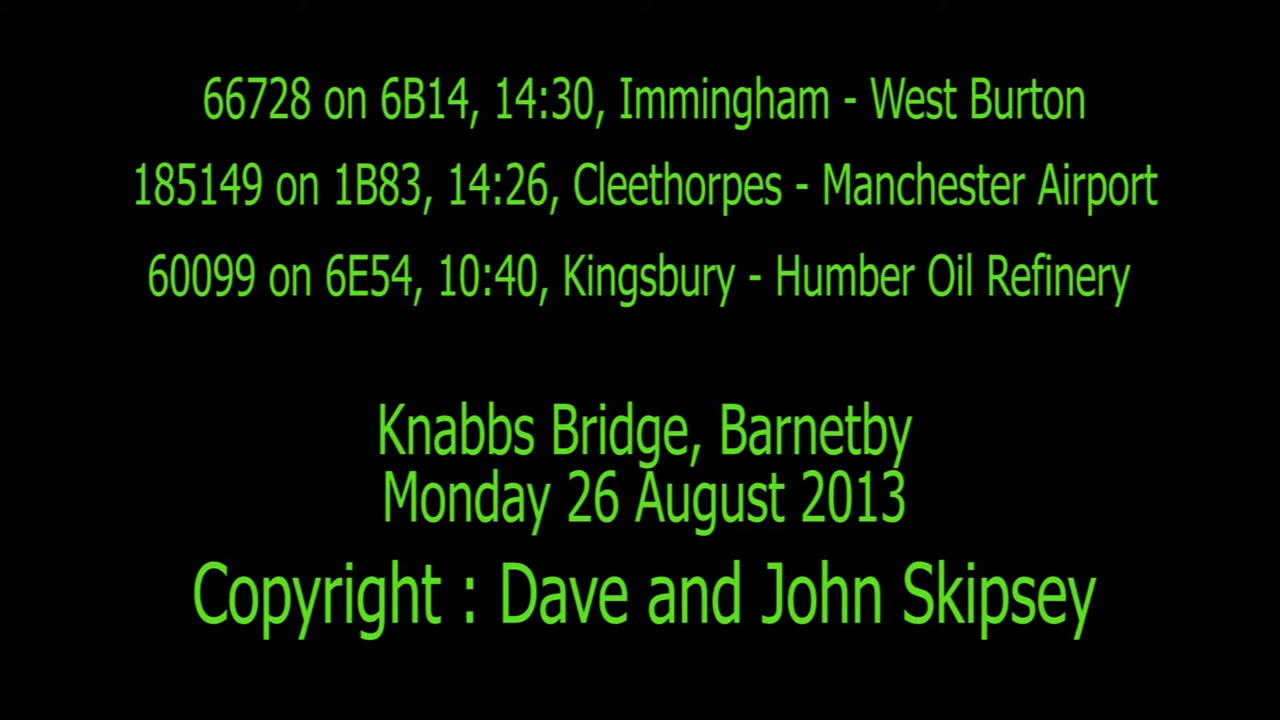 66728 on 6B14, 14:30, Immingham - West Burton
185149 on 1B83, 14:26, Cleethorpes - Manchester Airport
60099 on 6E54, 10:40, Kingsbury - Humber Oil Refinery
Knabbs Bridge, Barnetby
Monday 26 August 2013
Copyright : Dave and John Skipsey